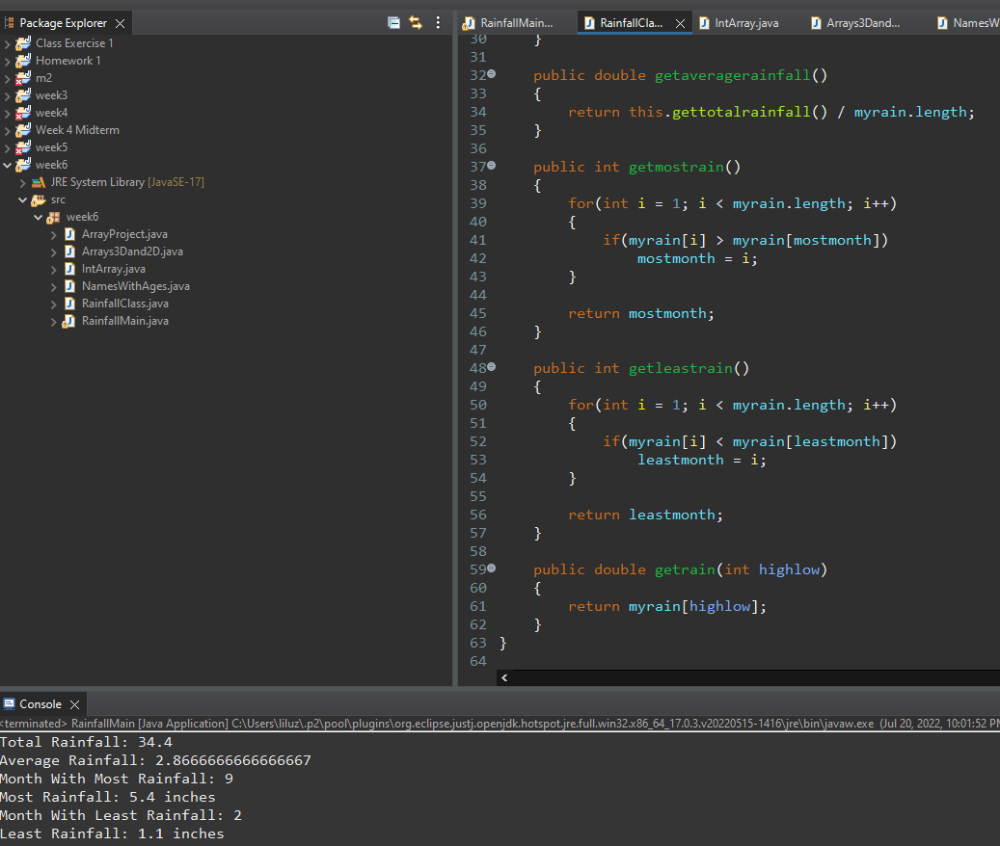 Package Explorer
Class Exercise 1
Homework 1
m2
week3
week4
Week 4 Midterm
week5
week6
JRE System Library [JavaSE-17]
src
week6
ArrayProject.java
Arrays3Dand2D.java
IntArray.java
NamesWithAges.java
RainfallClass.java
RainfallMain.java
RainfallMain... RainfallCla... IntArray.java Arrays3Dand... NamesW
30 }
31
32 public double getaveragerainfall()
33 {
34 return this.gettotalrainfall() / myrain.length;
35 }
36
37 public int getmostrain()
38 {
39 for(int i = 1; i < myrain.length; i++)
40 {
41 if(myrain[i] > myrain[mostmonth])
42 mostmonth = i;
43 }
44
45 return mostmonth;
46 }
47
48 public int getleastrain()
49 {
50 for(int i = 1; i < myrain.length; i++)
51 {
52 if(myrain[i] < myrain[leastmonth])
53 leastmonth = i;
54 }
55
56 return leastmonth;
57 }
58
59 public double getrain(int highlow)
60 {
61 return myrain[highlow];
62 }
63 }
64
Console
<terminated> RainfallMain [Java Application] C:\Users\liluz\.p2\pool\plugins\org.eclipse.justj.openjdk.hotspot.jre.full.win32.x86_64_17.0.3.v20220515-1416\jre\bin\javaw.exe (Jul 20, 2022, 10:01:52 PM
Total Rainfall: 34.4
Average Rainfall: 2.8666666666666667
Month With Most Rainfall: 9
Most Rainfall: 5.4 inches
Month With Least Rainfall: 2
Least Rainfall: 1.1 inches